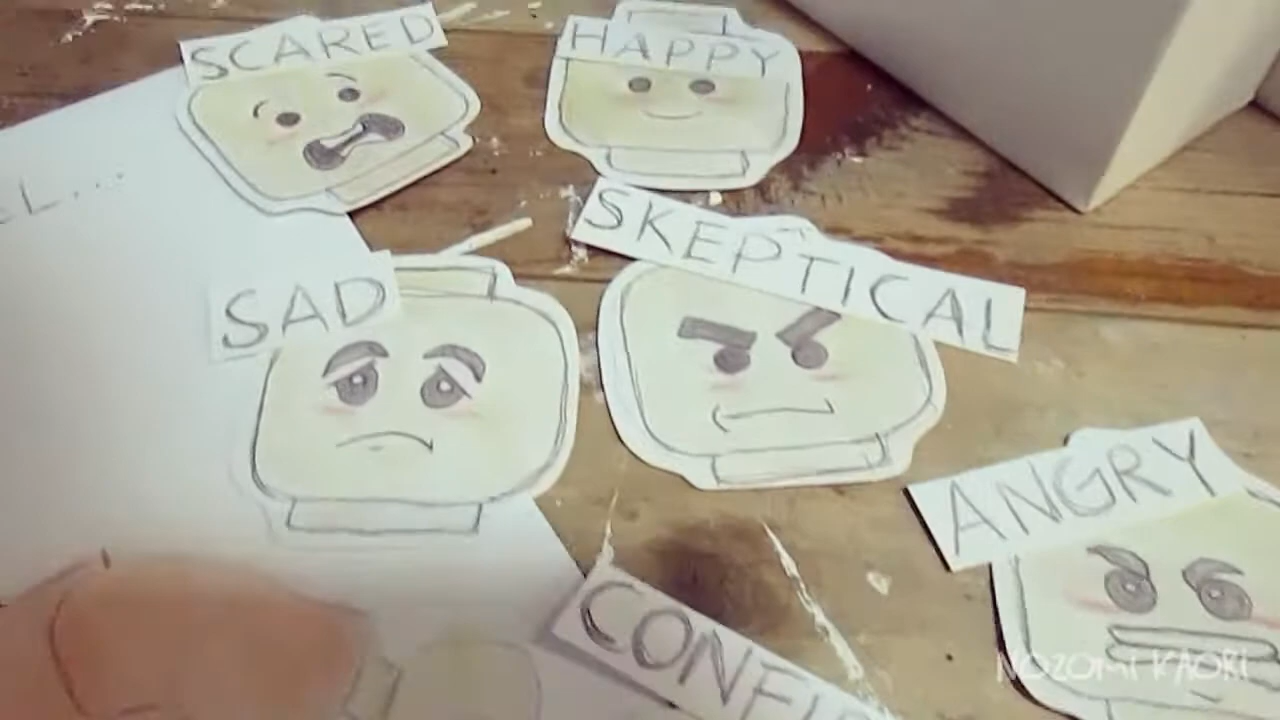 SCARED
HAPPY
SKEPTICAL
SAD
ANGRY
NOZOMI KAORI